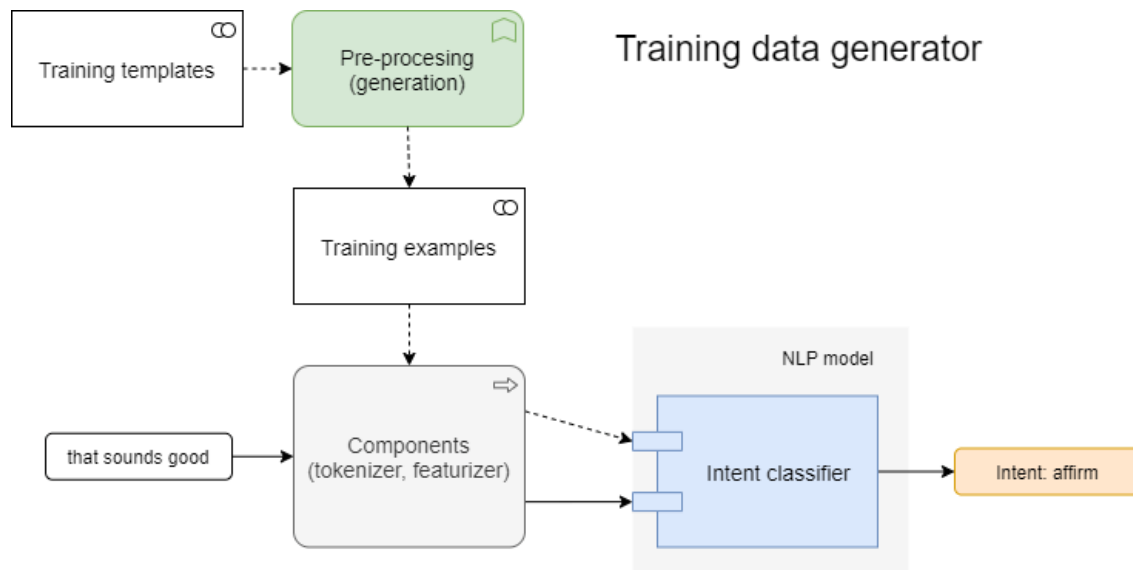 Training data generator
Training templates
Pre-procesing
(generation)
Training examples
NLP model
that sounds good
Components
(tokenizer, featurizer)
Intent classifier
Intent: affirm